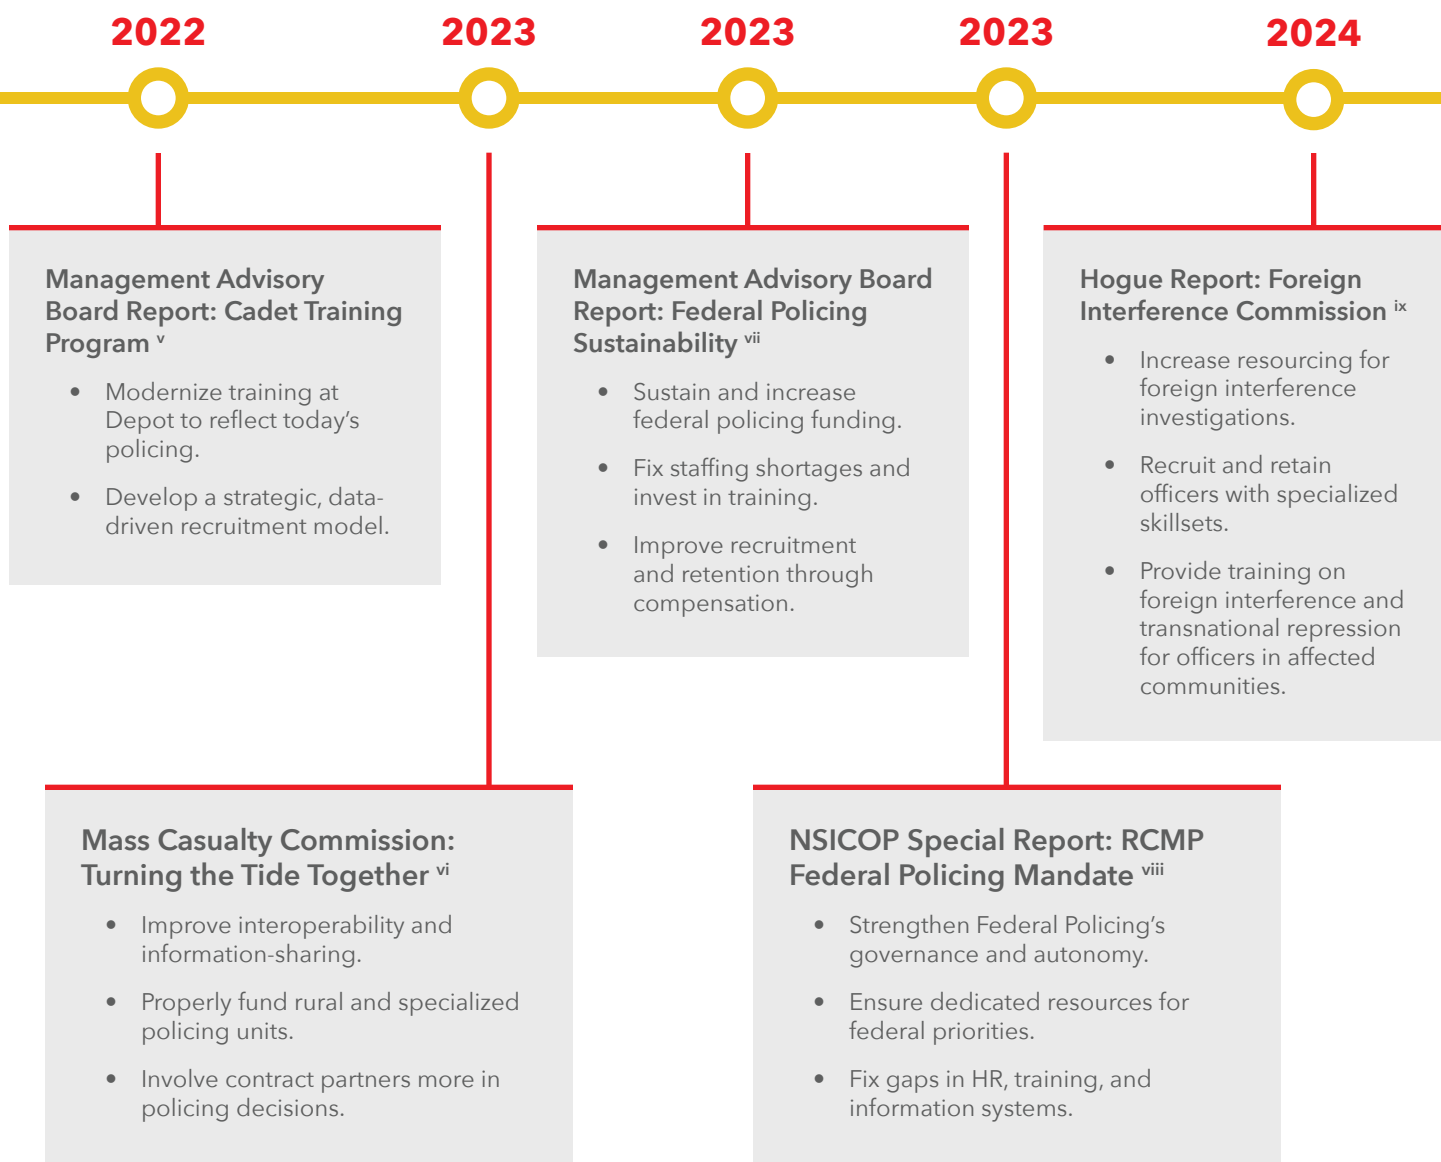 2022
2023
2023
2023
2024
Management Advisory
Board Report: Cadet Training
Program v
• Modernize training at
Depot to reflect today’s
policing.
• Develop a strategic, data-
driven recruitment model.
Management Advisory Board
Report: Federal Policing
Sustainability vii
• Sustain and increase
federal policing funding.
• Fix staffing shortages and
invest in training.
• Improve recruitment
and retention through
compensation.
Hogue Report: Foreign
Interference Commission ix
• Increase resourcing for
foreign interference
investigations.
• Recruit and retain
officers with specialized
skillsets.
• Provide training on
foreign interference and
transnational repression
for officers in affected
communities.
Mass Casualty Commission:
Turning the Tide Together vi
• Improve interoperability and
information-sharing.
• Properly fund rural and specialized
policing units.
• Involve contract partners more in
policing decisions.
NSICOP Special Report: RCMP
Federal Policing Mandate viii
• Strengthen Federal Policing’s
governance and autonomy.
• Ensure dedicated resources for
federal priorities.
• Fix gaps in HR, training, and
information systems.